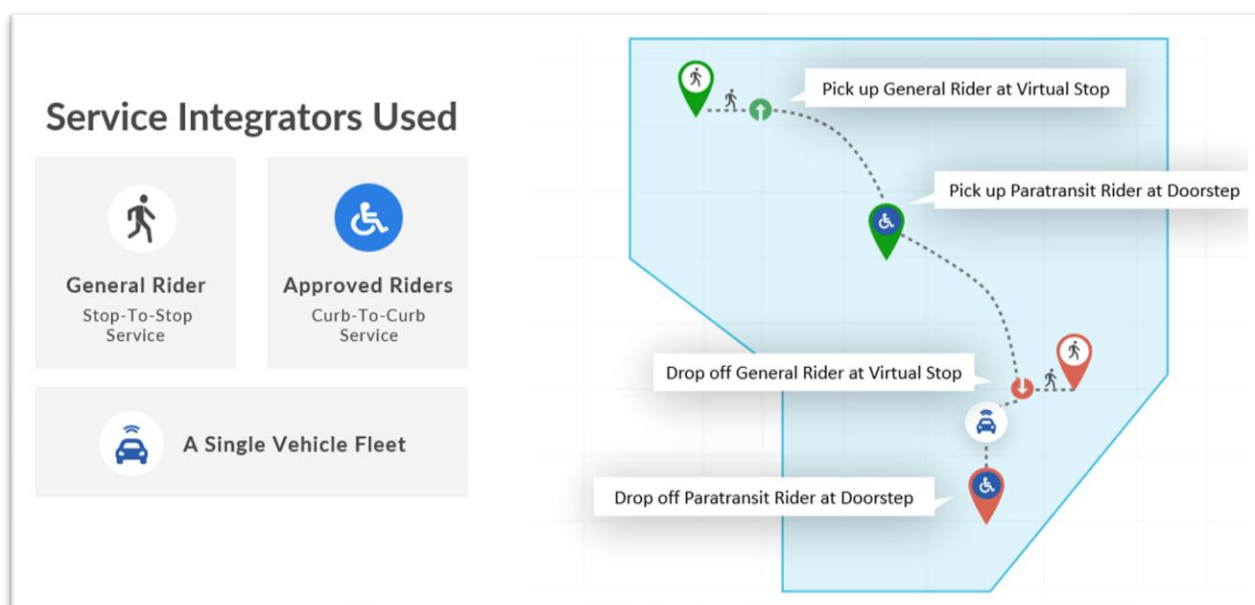 Service Integrators Used
General Rider
Stop-To-Stop
Service
Approved Riders
Curb-To-Curb
Service
A Single Vehicle Fleet
Pick up General Rider at Virtual Stop
Pick up Paratransit Rider at Doorstep
Drop off General Rider at Virtual Stop
Drop off Paratransit Rider at Doorstep